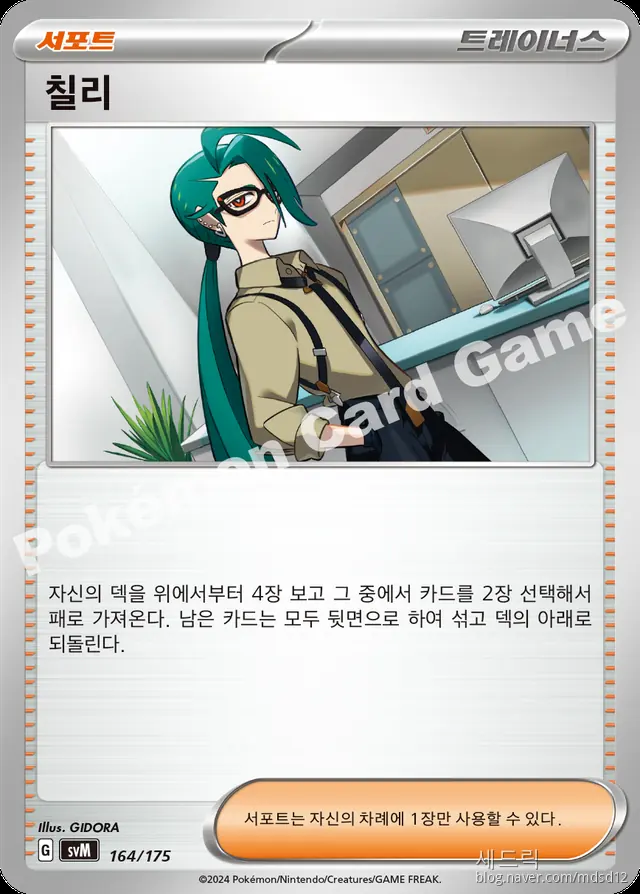 서포트
트레이너스
칠리
Pokémon Card Game
자신의 덱을 위에서부터 4장 보고 그 중에서 카드를 2장 선택해서
패로 가져온다. 남은 카드는 모두 뒷면으로 하여 섞고 덱의 아래로
되돌린다.
서포트는 자신의 차례에 1장만 사용할 수 있다.
Illus. GIDORA
G svM 164/175
©2024 Pokémon/Nintendo/Creatures/GAME FREAK.
세드릭
blog.naver.com/mdsd12